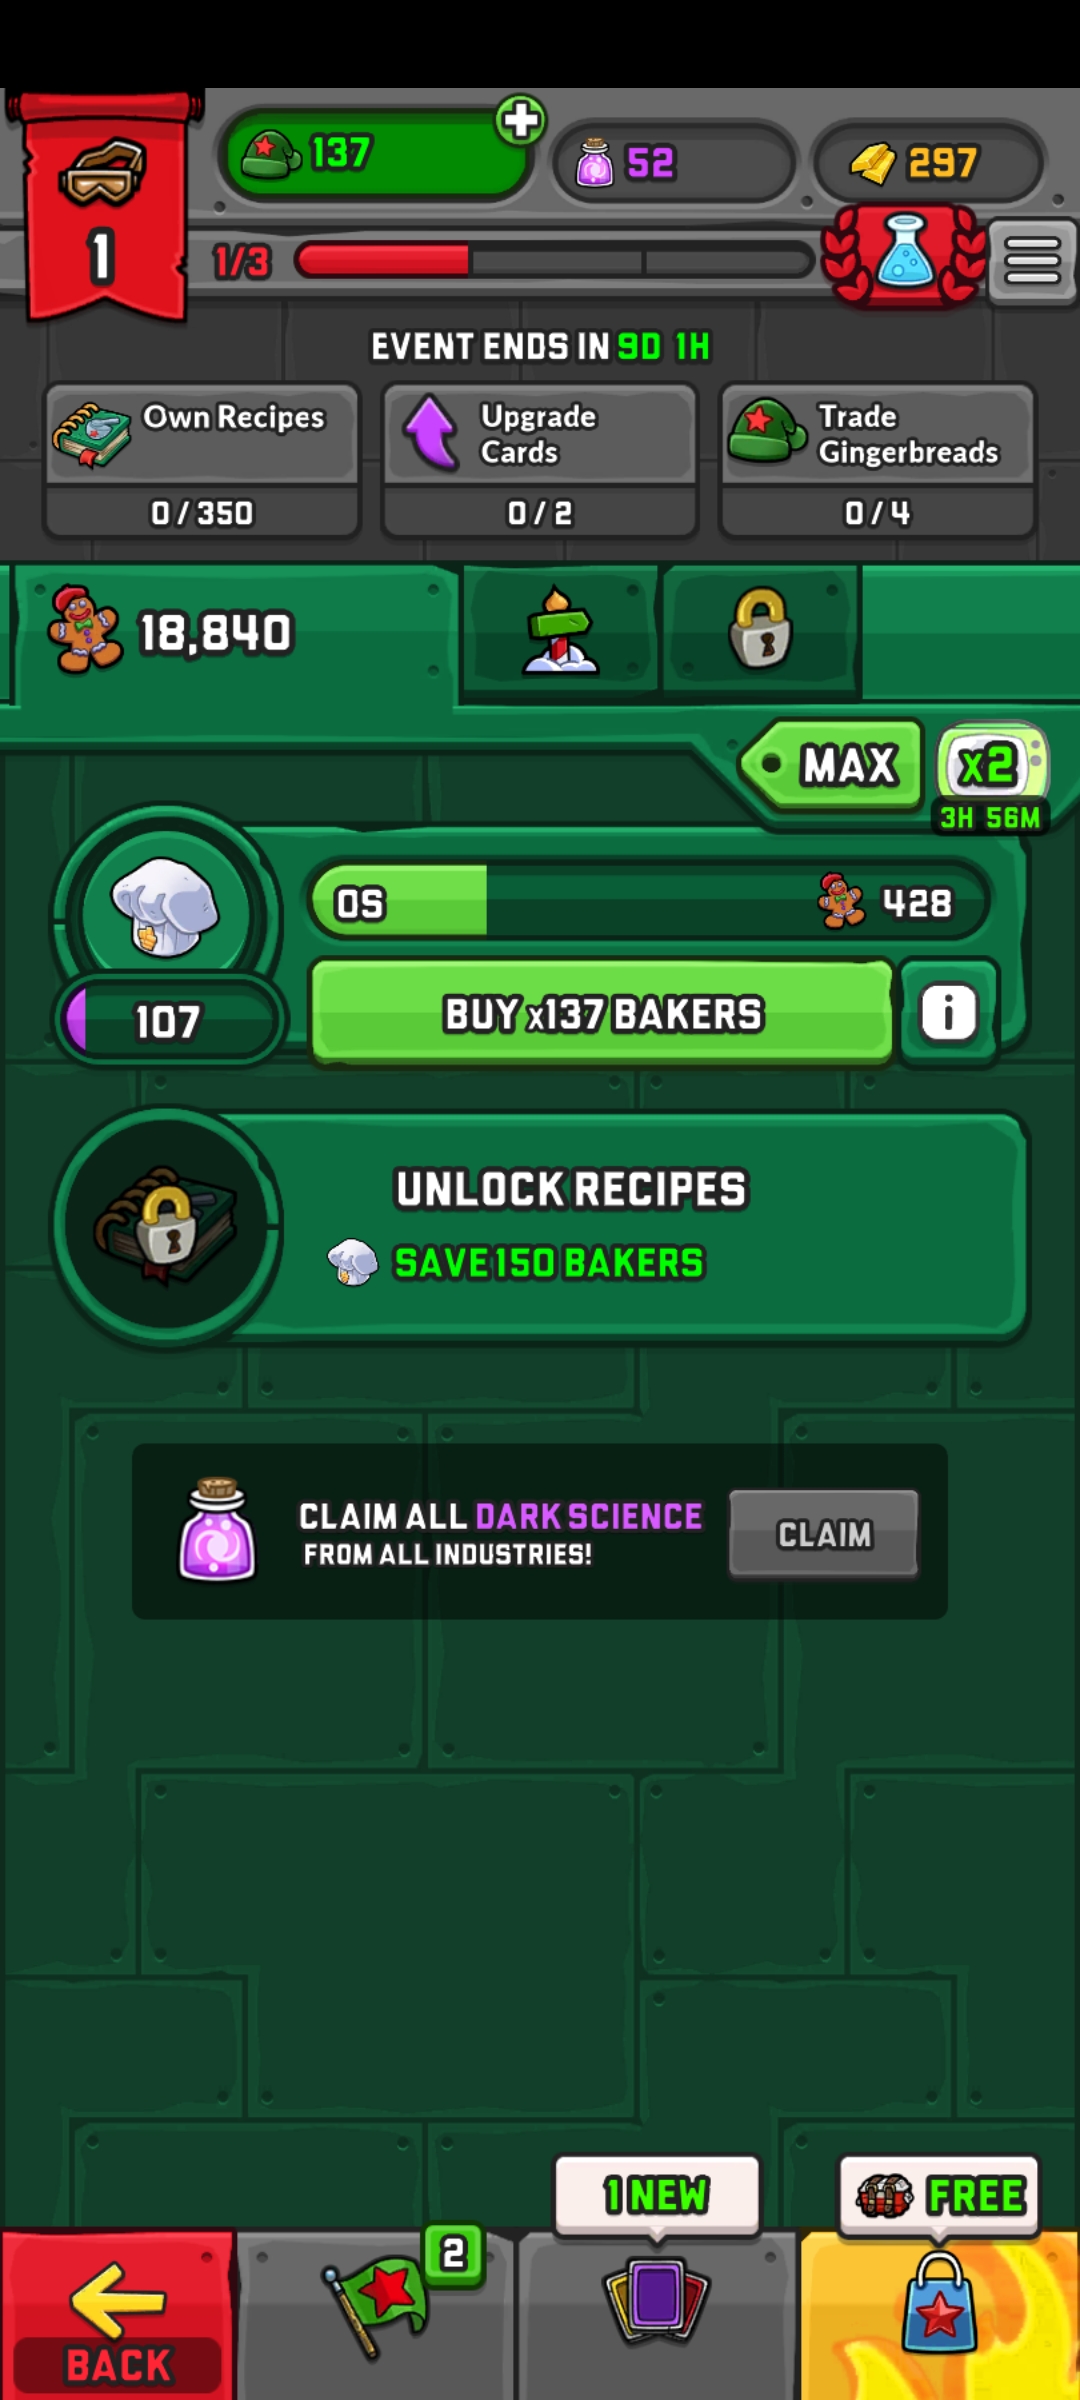 137
52
297
1
1/3
EVENT ENDS IN 9D 1H
Own Recipes
0 / 350
Upgrade
Cards
0 / 2
Trade
Gingerbreads
0 / 4
18,840
MAX
x2
3H 56M
0S
428
107
BUY x137 BAKERS
i
UNLOCK RECIPES
SAVE 150 BAKERS
CLAIM ALL DARK SCIENCE
FROM ALL INDUSTRIES!
CLAIM
1 NEW
FREE
2
BACK